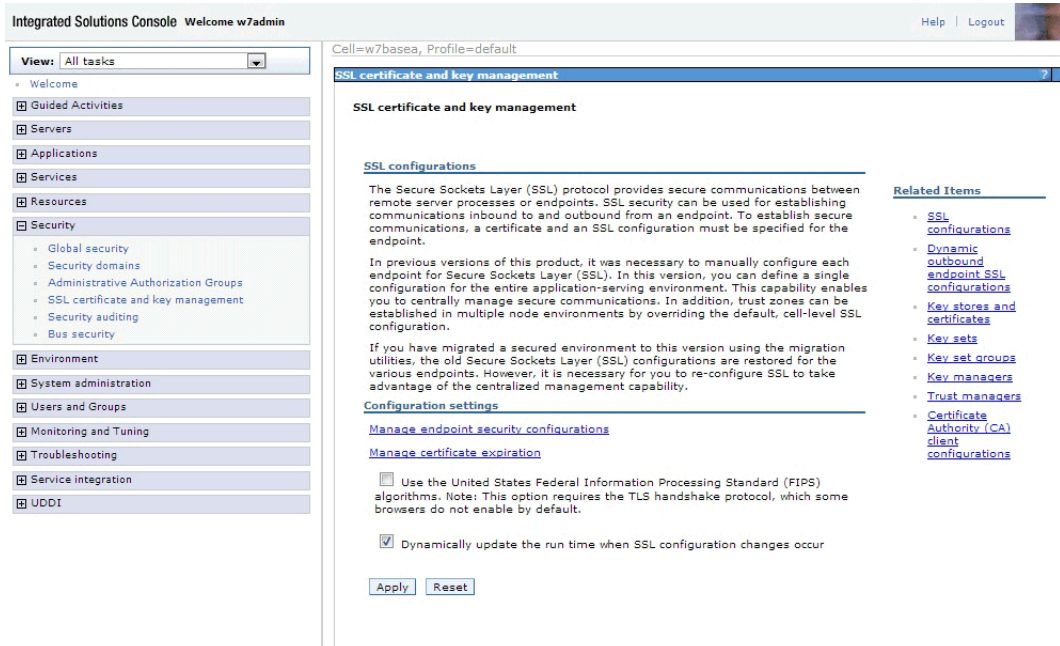 Integrated Solutions Console Welcome w7admin
Help | Logout
View: All tasks
Welcome
Guided Activities
Servers
Applications
Services
Resources
Security
Global security
Security domains
Administrative Authorization Groups
SSL certificate and key management
Security auditing
Bus security
Environment
System administration
Users and Groups
Monitoring and Tuning
Troubleshooting
Service integration
UDDI
Cell=w7basea, Profile=default
SSL certificate and key management ?
SSL certificate and key management
SSL configurations
The Secure Sockets Layer (SSL) protocol provides secure communications between
remote server processes or endpoints. SSL security can be used for establishing
communications inbound to and outbound from an endpoint. To establish secure
communications, a certificate and an SSL configuration must be specified for the
endpoint.
In previous versions of this product, it was necessary to manually configure each
endpoint for Secure Sockets Layer (SSL). In this version, you can define a single
configuration for the entire application-serving environment. This capability enables
you to centrally manage secure communications. In addition, trust zones can be
established in multiple node environments by overriding the default, cell-level SSL
configuration.
If you have migrated a secured environment to this version using the migration
utilities, the old Secure Sockets Layer (SSL) configurations are restored for the
various endpoints. However, it is necessary for you to re-configure SSL to take
advantage of the centralized management capability.
Configuration settings
Manage endpoint security configurations
Manage certificate expiration
Use the United States Federal Information Processing Standard (FIPS)
algorithms. Note: This option requires the TLS handshake protocol, which some
browsers do not enable by default.
Dynamically update the run time when SSL configuration changes occur
Apply Reset
Related Items
SSL
configurations
Dynamic
outbound
endpoint SSL
configurations
Key stores and
certificates
Key sets
Key set groups
Key managers
Trust managers
Certificate
Authority (CA)
client
configurations